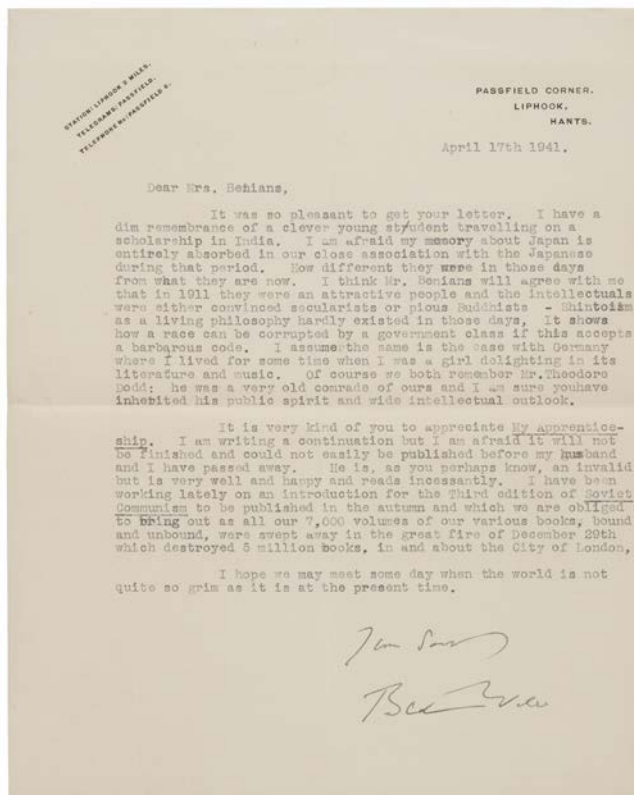 STATION: LIPHOOK 2 MILES.
TELEGRAMS: PASSFIELD.
TELEPHONE No: PASSFIELD 6.
PASSFIELD CORNER.
LIPHOOK,
HANTS.
April 17th 1941.
Dear Mrs. Benians,
It was so pleasant to get your letter. I have a
dim remembrance of a clever young student travelling on a
scholarship in India. I am afraid my memory about Japan is
entirely absorbed in our close association with the Japanese
during that period. How different they were in those days
from what they are now. I think Mr. Benians will agree with me
that in 1911 they were an attractive people and the intellectuals
were either convinced secularists or pious Buddhists - Shintoism
as a living philosophy hardly existed in those days, It shows
how a race can be corrupted by a government class if this accepts
a barbarous code. I assume the same is the case with Germany
where I lived for some time when I was a girl delighting in its
literature and music. Of course we both remember Mr.Theodore
Dodd: he was a very old comrade of ours and I am sure youhave
inherited his public spirit and wide intellectual outlook.
It is very kind of you to appreciate My Apprentice-
ship. I am writing a continuation but I am afraid it will not
be finished and could not easily be published before my husband
and I have passed away. He is, as you perhaps know, an invalid
but is very well and happy and reads incessantly. I have been
working lately on an introduction for the Third edition of Soviet
Communism to be published in the autumn and which we are obliged
to bring out as all our 7,000 volumes of our various books, bound
and unbound, were swept away in the great fire of December 29th
which destroyed 5 million books, in and about the City of London,
I hope we may meet some day when the world is not
quite so grim as it is at the present time.